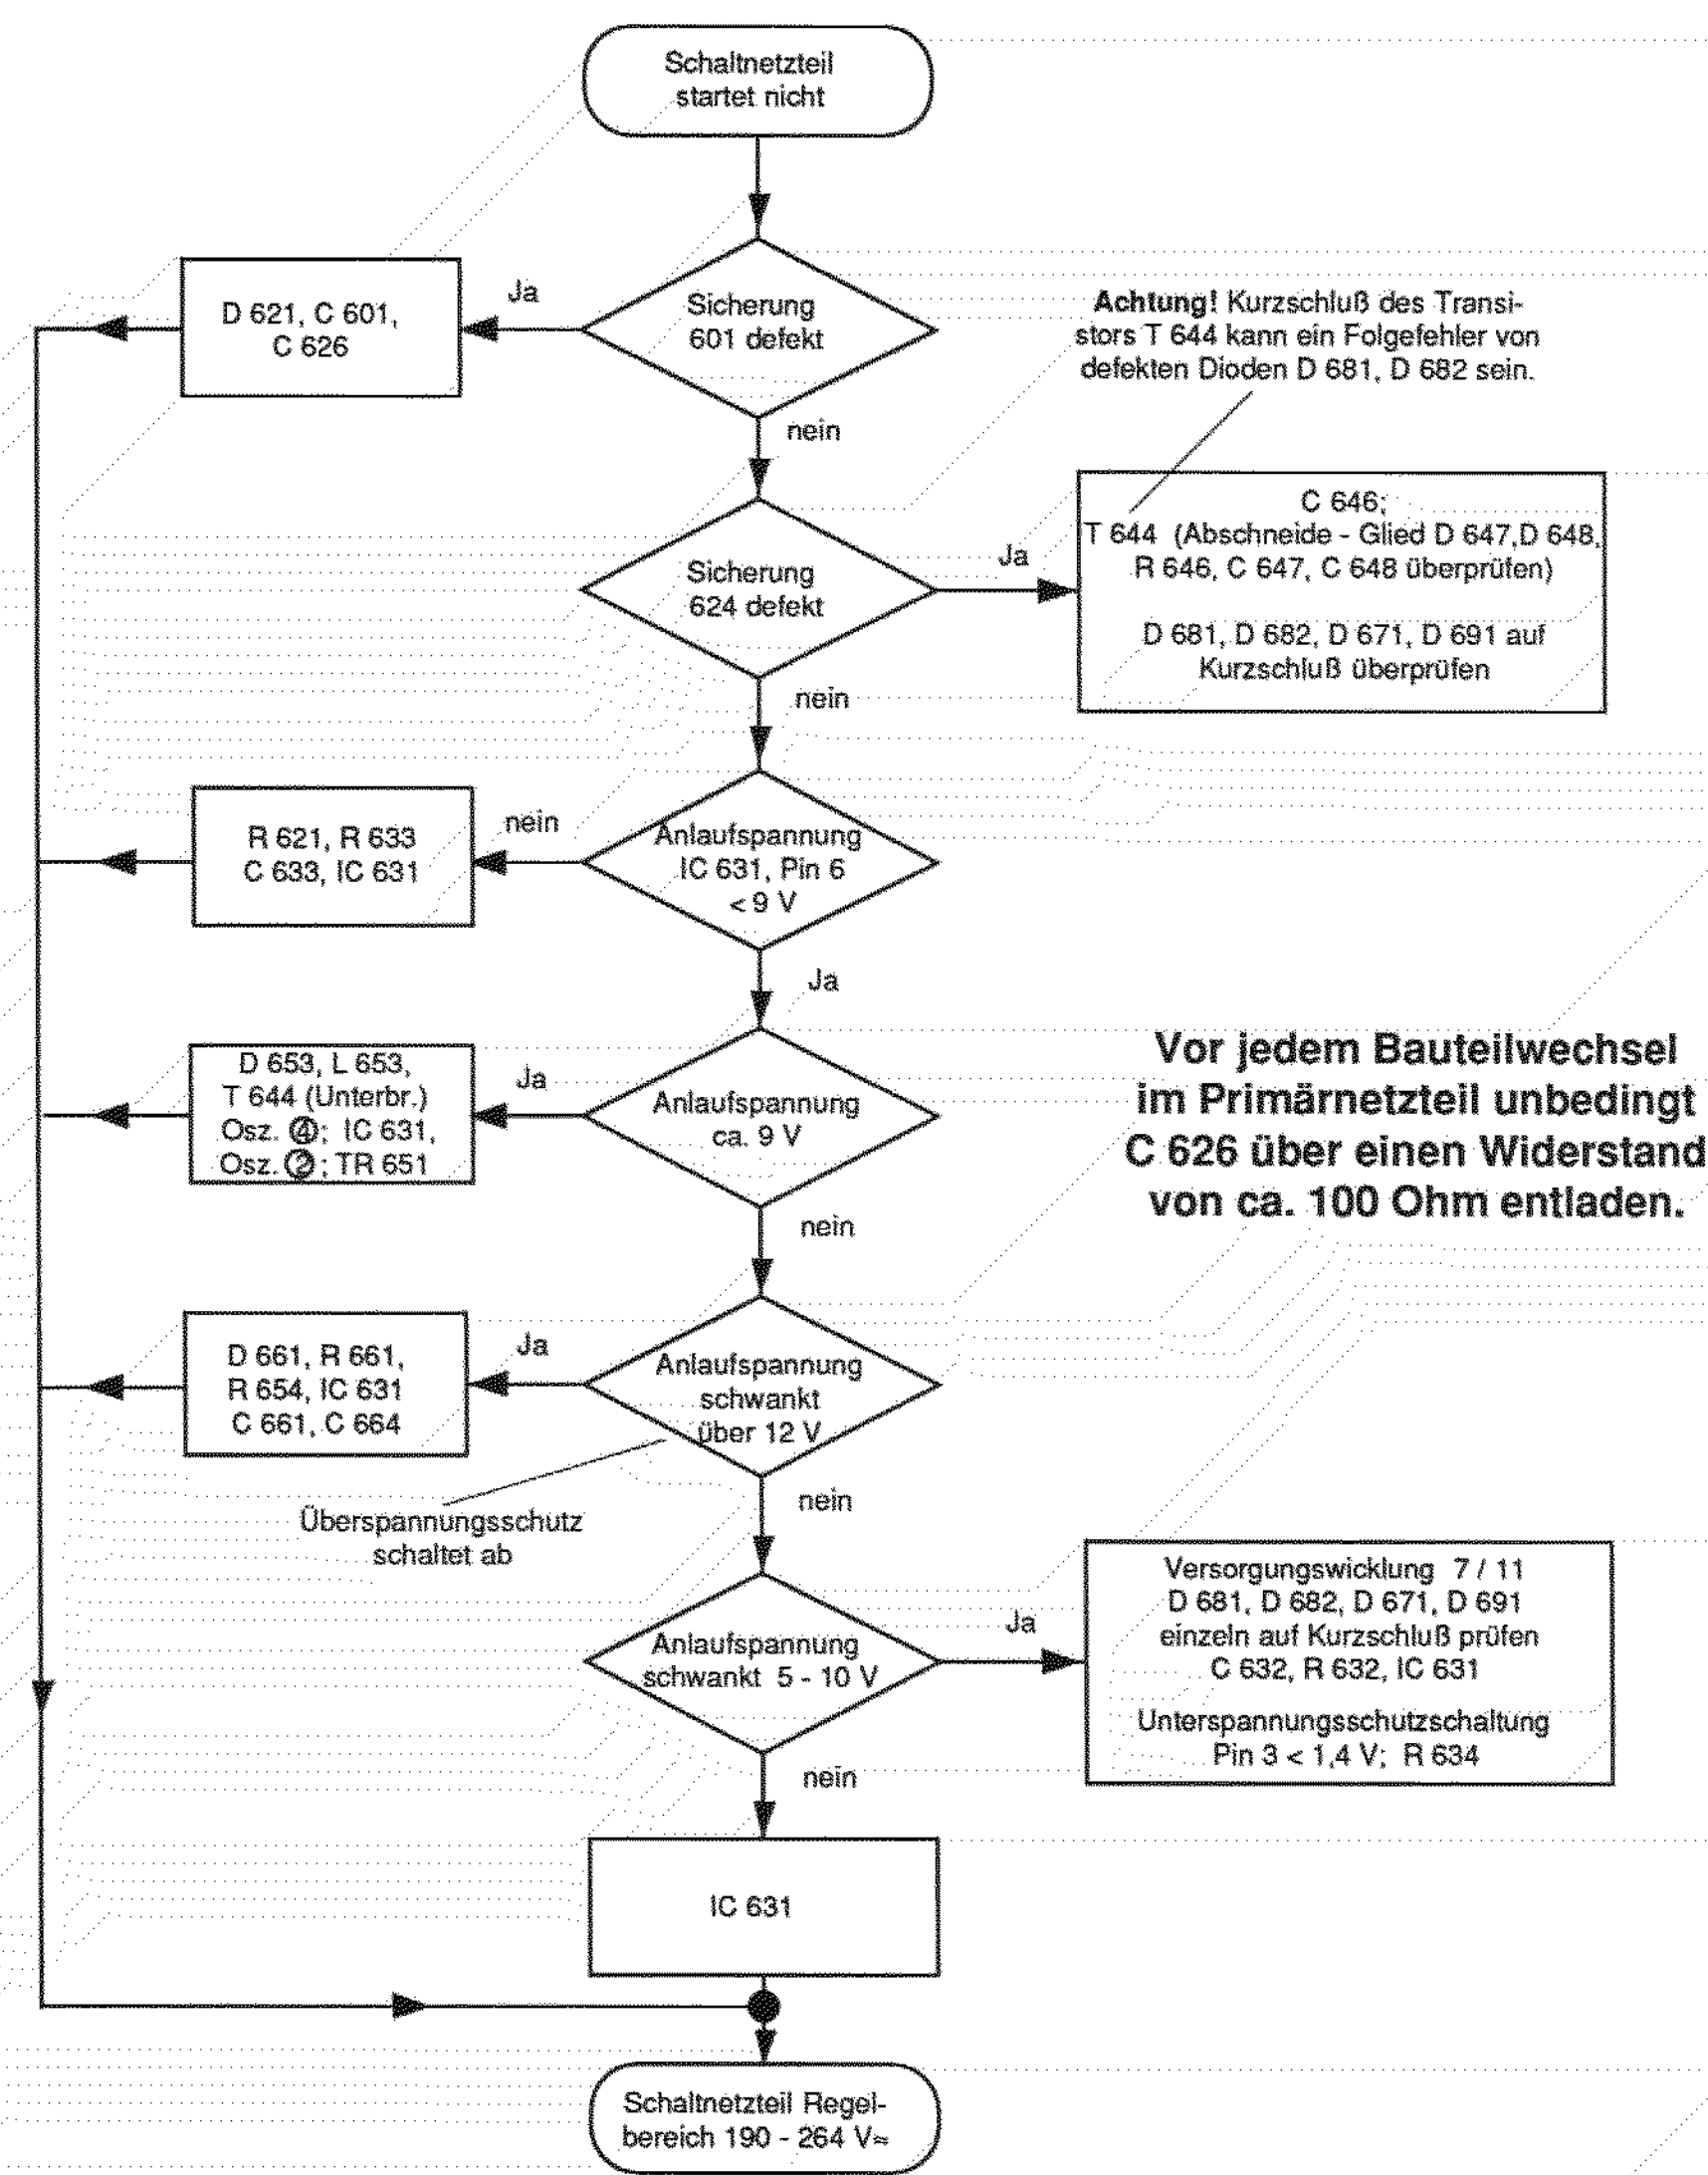 Schaltnetzteil
startet nicht
Ja
D 621, C 601,
C 626
Sicherung
601 defekt
Achtung! Kurzschluß des Transi-
stors T 644 kann ein Folgefehler von
defekten Dioden D 681, D 682 sein.
nein
Sicherung
624 defekt
Ja
C 646;
T 644 (Abschneide - Glied D 647,D 648,
R 646, C 647, C 648 überprüfen)
D 681, D 682, D 671, D 691 auf
Kurzschluß überprüfen
nein
R 621, R 633
C 633, IC 631
nein
Anlaufspannung
IC 631, Pin 6
< 9 V
Ja
D 653, L 653,
T 644 (Unterbr.)
Osz. ④; IC 631,
Osz. ②; TR 651
Ja
Anlaufspannung
ca. 9 V
Vor jedem Bauteilwechsel
im Primärnetzteil unbedingt
C 626 über einen Widerstand
von ca. 100 Ohm entladen.
nein
D 661, R 661,
R 654, IC 631
C 661, C 664
Ja
Anlaufspannung
schwankt
über 12 V
Überspannungsschutz
schaltet ab
nein
Anlaufspannung
schwankt 5 - 10 V
Ja
Versorgungswicklung 7 / 11
D 681, D 682, D 671, D 691
einzeln auf Kurzschluß prüfen
C 632, R 632, IC 631
Unterspannungsschutzschaltung
Pin 3 < 1,4 V; R 634
nein
IC 631
Schaltnetzteil Regel-
bereich 190 - 264 V≂